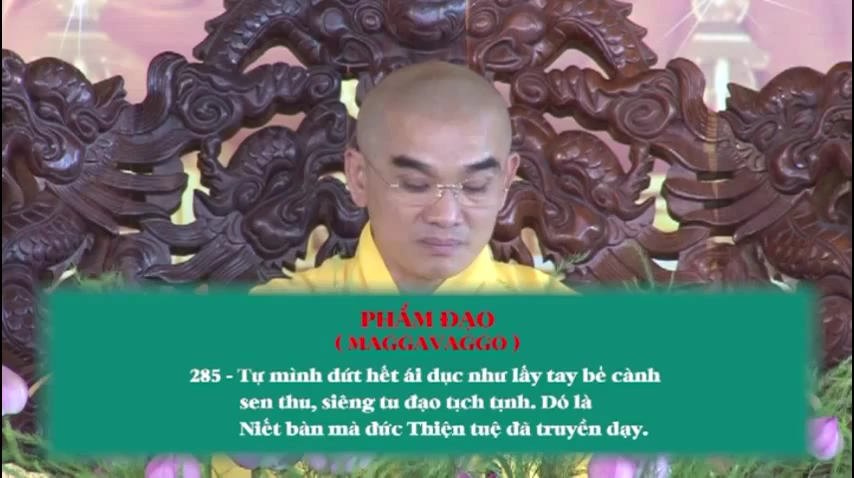 PHẨM ĐẠO
( MAGGAVAGGO )
285 - Tự mình dứt hết ái dục như lấy tay bẻ cành
sen thu, siêng tu đạo tịch tịnh. Dó là
Niết bàn mà đức Thiện tuệ đã truyền dạy.